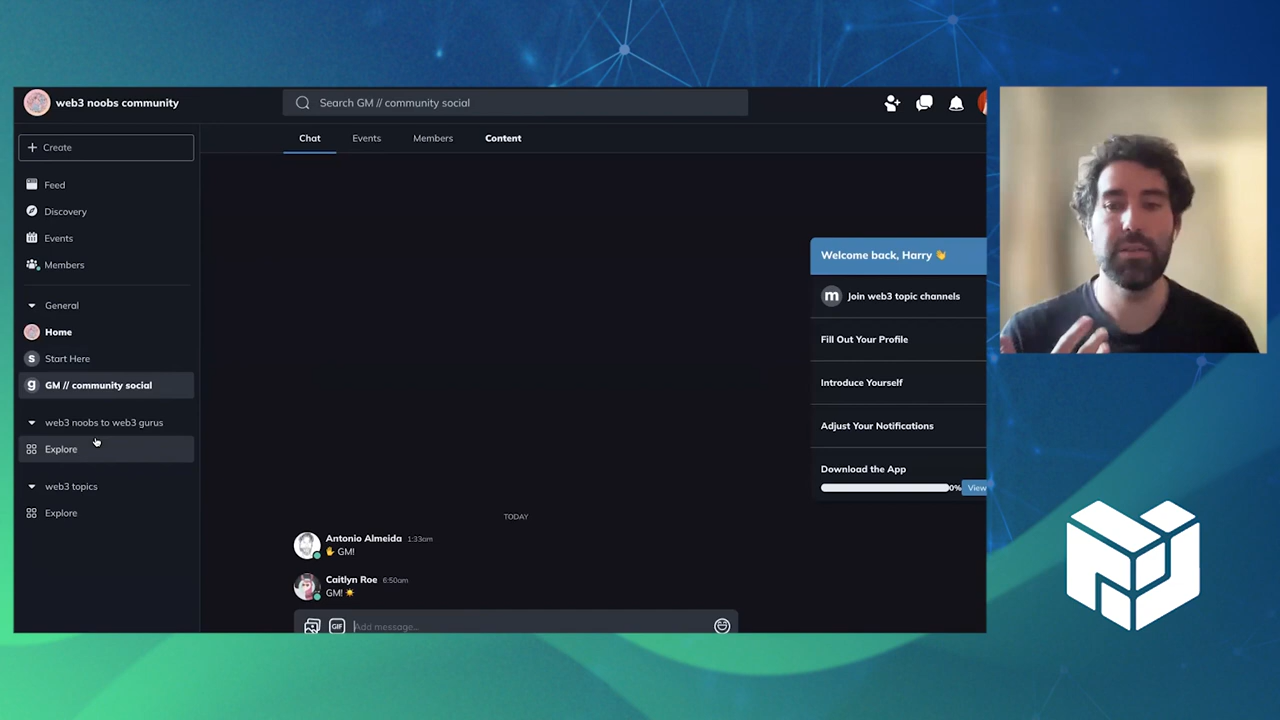 web3 noobs community
Search GM // community social
Create
Chat
Events
Members
Content
Feed
Discovery
Events
Members
General
Home
s
Start Here
g
GM // community social
web3 noobs to web3 gurus
Explore
web3 topics
Explore
Welcome back, Harry 👋
m
Join web3 topic channels
Fill Out Your Profile
Introduce Yourself
Adjust Your Notifications
Download the App
0%
View
TODAY
Antonio Almeida 1:33am
✋ GM!
Caitlyn Roe 6:50am
GM! ☀️
GIF
Add message...